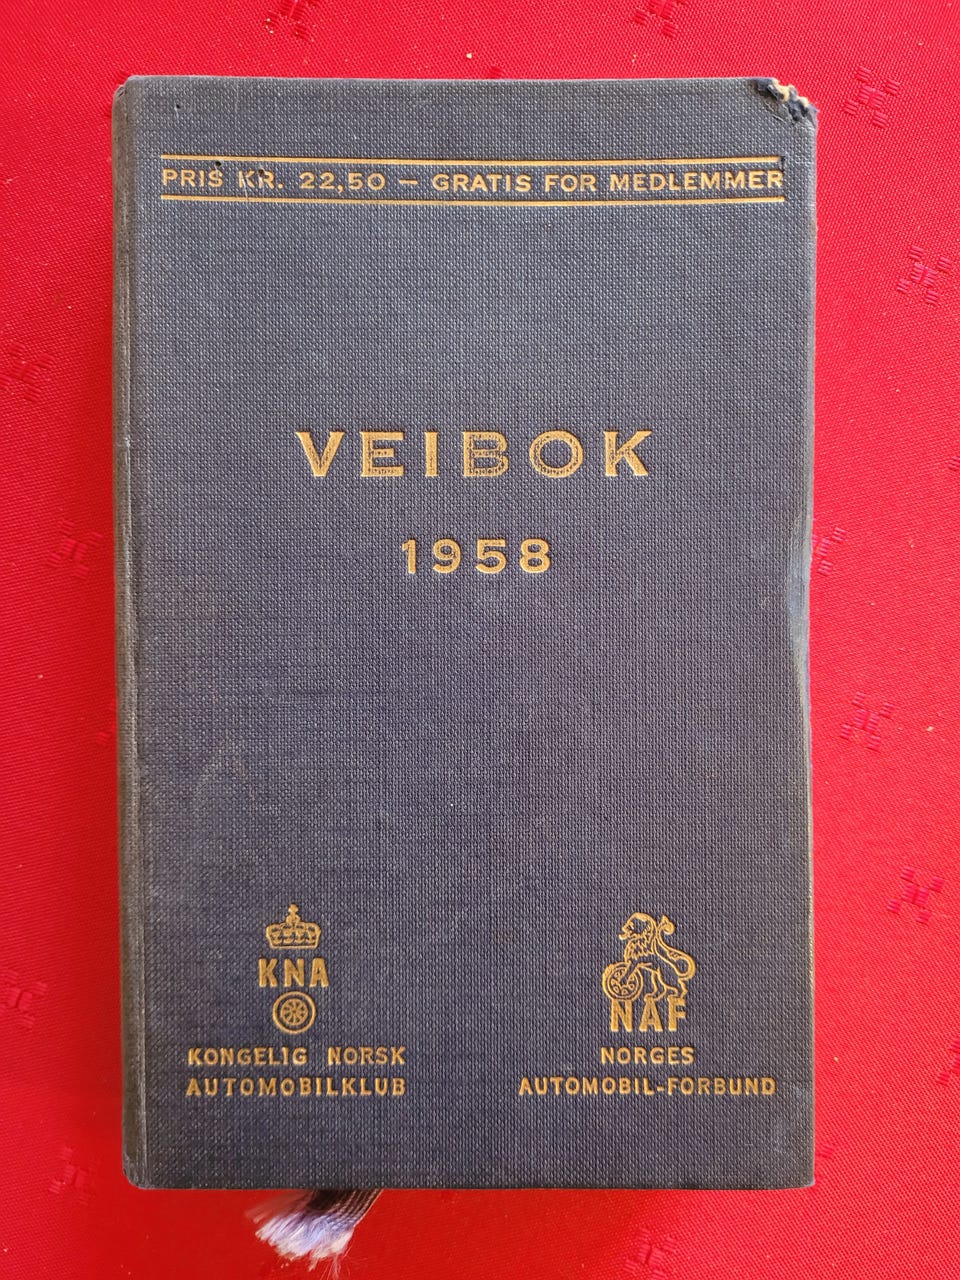 PRIS KR. 22,50 — GRATIS FOR MEDLEMMER
VEIBOK
1958
KNA
KONGELIG NORSK
AUTOMOBILKLUB
NAF
NORGES
AUTOMOBIL-FORBUND